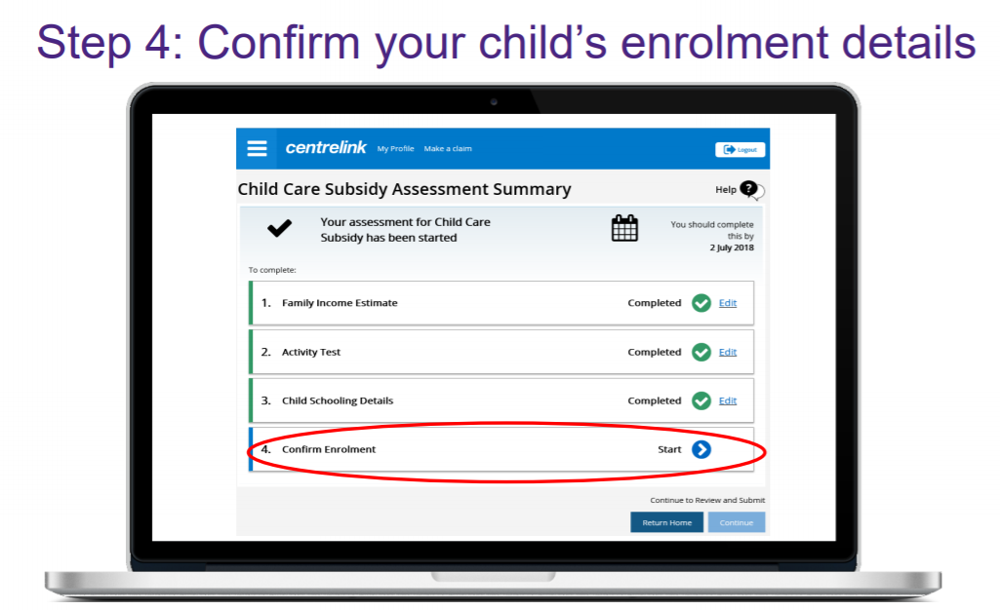 Step 4: Confirm your child's enrolment details
centrelink My Profile Make a claim Logout
Child Care Subsidy Assessment Summary Help ?
Your assessment for Child Care
Subsidy has been started
You should complete
this by
2 July 2018
To complete:
1. Family Income Estimate Completed Edit
2. Activity Test Completed Edit
3. Child Schooling Details Completed Edit
4. Confirm Enrolment Start
Continue to Review and Submit
Return Home Continue